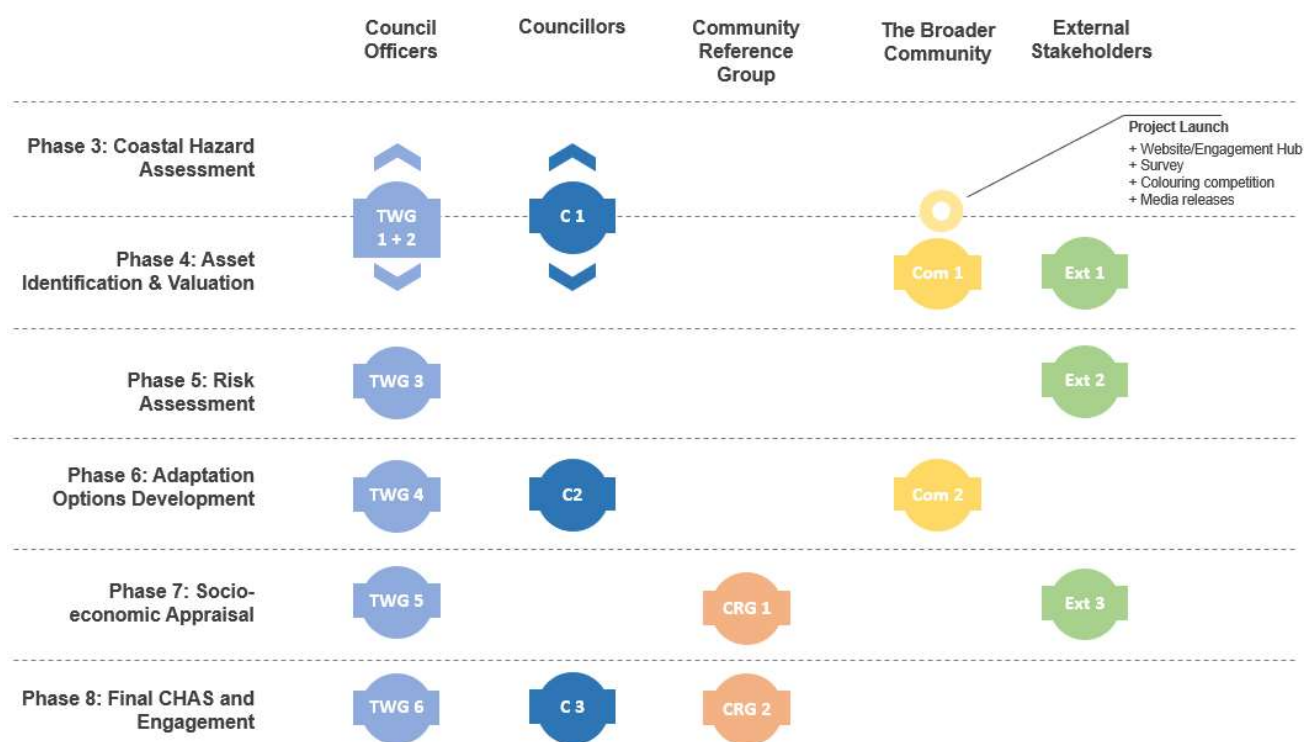 Council
Officers
Councillors
Community
Reference
Group
The Broader
Community
External
Stakeholders
Phase 3: Coastal Hazard
Assessment
Project Launch
+ Website/Engagement Hub
+ Survey
+ Colouring competition
+ Media releases
TWG
1 + 2
C 1
Phase 4: Asset
Identification & Valuation
Com 1
Ext 1
Phase 5: Risk
Assessment
TWG 3
Ext 2
Phase 6: Adaptation
Options Development
TWG 4
C2
Com 2
Phase 7: Socio-
economic Appraisal
TWG 5
CRG 1
Ext 3
Phase 8: Final CHAS and
Engagement
TWG 6
C 3
CRG 2